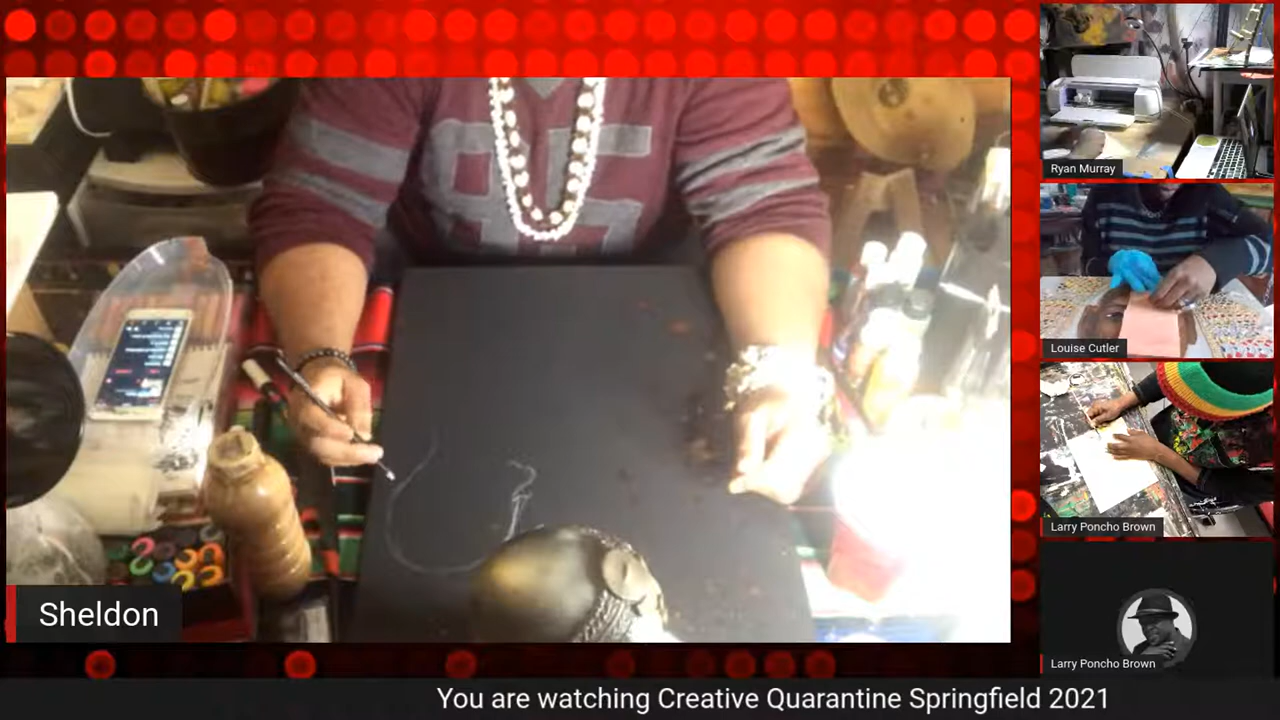 Ryan Murray
Louise Cutler
Larry Poncho Brown
Larry Poncho Brown
Sheldon
You are watching Creative Quarantine Springfield 2021